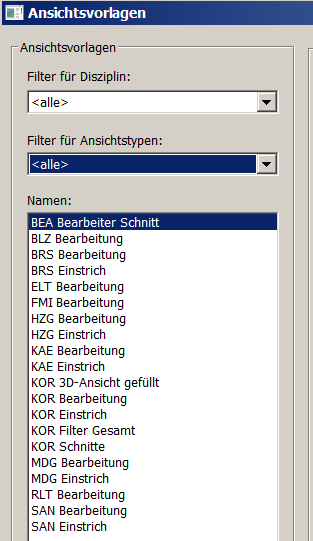 Ansichtsvorlagen
Ansichtsvorlagen
Filter für Disziplin:
<alle>
Filter für Ansichtstypen:
<alle>
Namen:
BEA Bearbeiter Schnitt
BLZ Bearbeitung
BRS Bearbeitung
BRS Einstrich
ELT Bearbeitung
FMI Bearbeitung
HZG Bearbeitung
HZG Einstrich
KAE Bearbeitung
KAE Einstrich
KOR 3D-Ansicht gefüllt
KOR Bearbeitung
KOR Einstrich
KOR Filter Gesamt
KOR Schnitte
MDG Bearbeitung
MDG Einstrich
RLT Bearbeitung
SAN Bearbeitung
SAN Einstrich